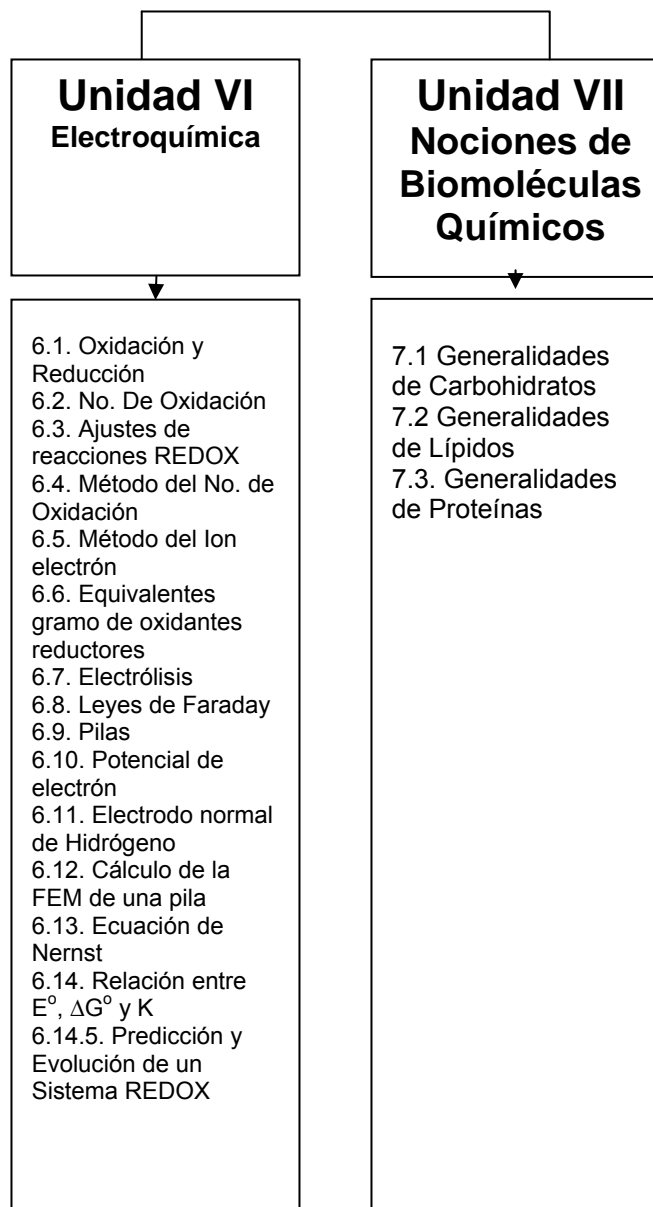 Unidad VI
Electroquímica
6.1. Oxidación y
Reducción
6.2. No. De Oxidación
6.3. Ajustes de
reacciones REDOX
6.4. Método del No. de
Oxidación
6.5. Método del Ion
electrón
6.6. Equivalentes
gramo de oxidantes
reductores
6.7. Electrólisis
6.8. Leyes de Faraday
6.9. Pilas
6.10. Potencial de
electrón
6.11. Electrodo normal
de Hidrógeno
6.12. Cálculo de la
FEM de una pila
6.13. Ecuación de
Nernst
6.14. Relación entre
Eº, ΔGº y K
6.14.5. Predicción y
Evolución de un
Sistema REDOX
Unidad VII
Nociones de
Biomoléculas
Químicos
7.1 Generalidades
de Carbohidratos
7.2 Generalidades
de Lípidos
7.3. Generalidades
de Proteínas